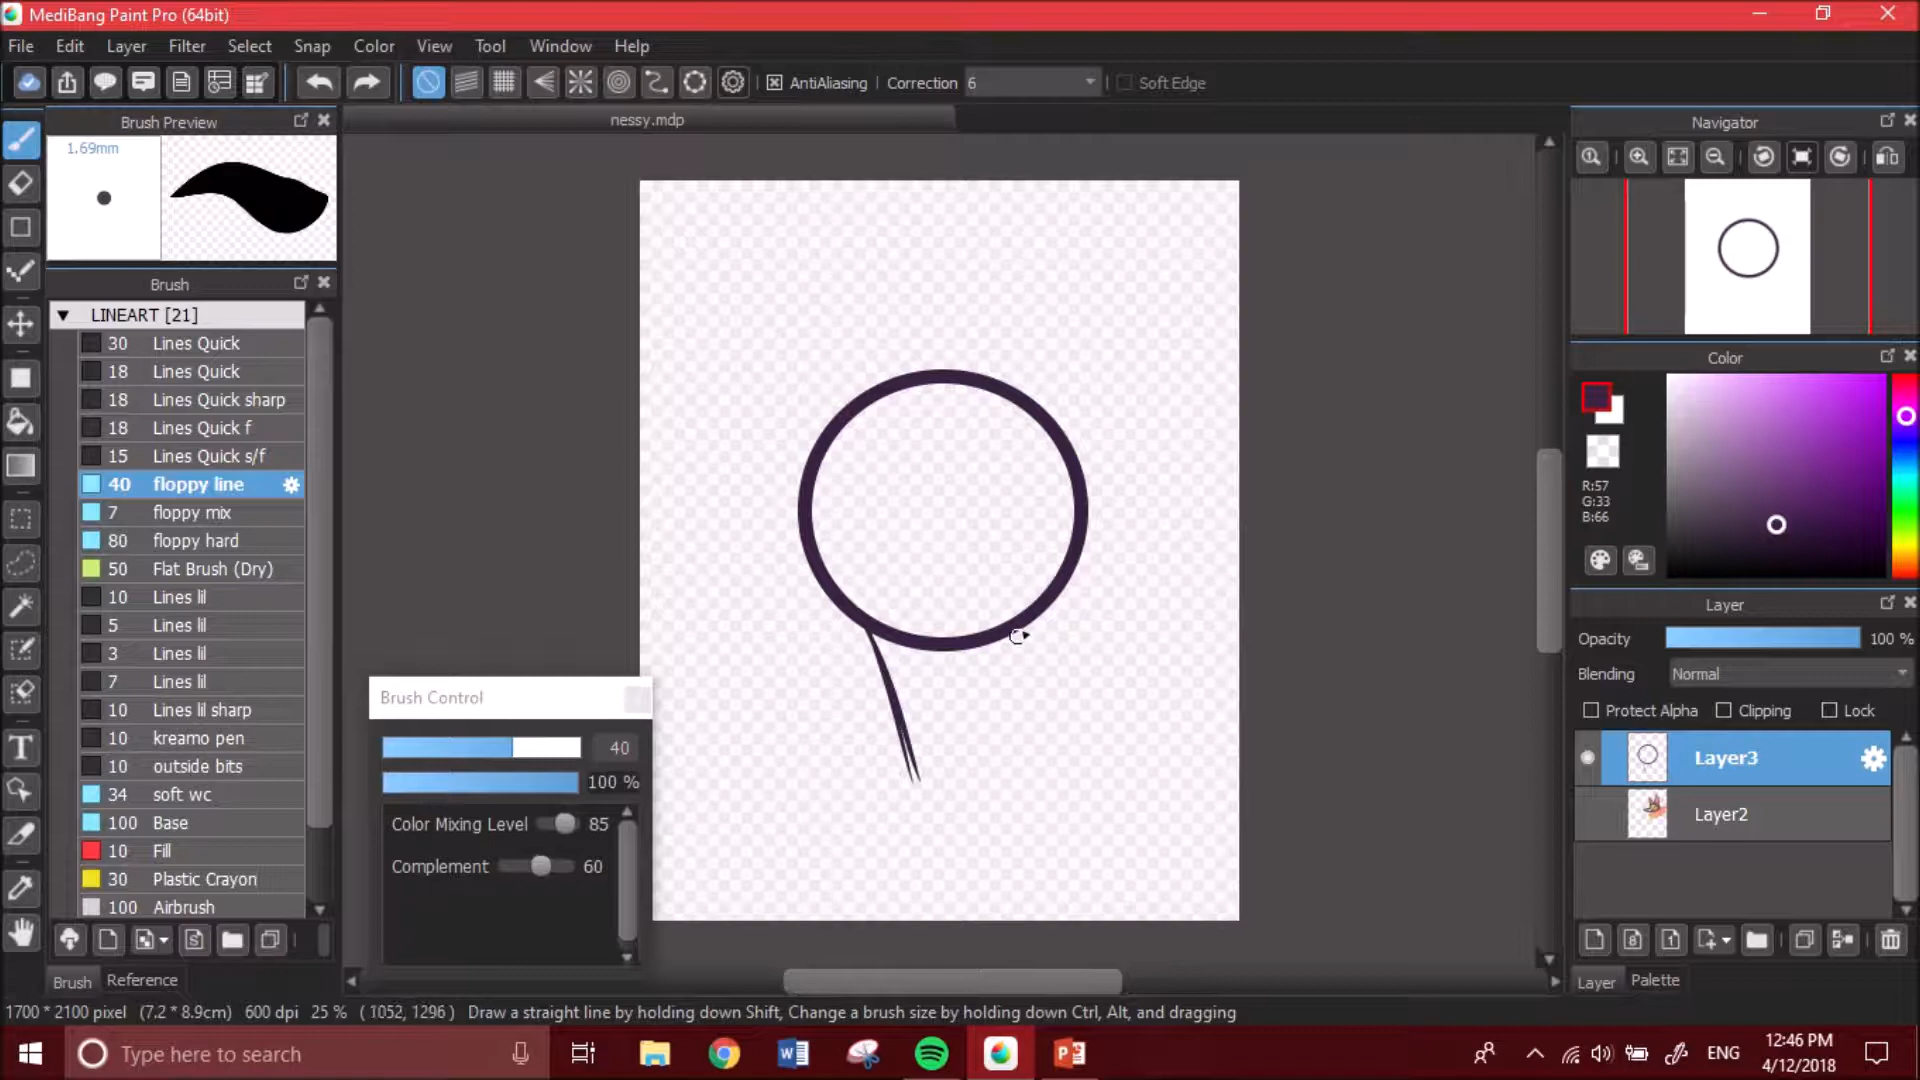 MediBang Paint Pro (64bit)
File Edit Layer Filter Select Snap Color View Tool Window Help
AntiAliasing Correction 6 Soft Edge
Brush Preview
nessy.mdp
Navigator
1.69mm
Brush
LINEART [21]
30 Lines Quick
18 Lines Quick
18 Lines Quick sharp
18 Lines Quick f
15 Lines Quick s/f
40 floppy line
7 floppy mix
80 floppy hard
50 Flat Brush (Dry)
10 Lines lil
5 Lines lil
3 Lines lil
7 Lines lil
10 Lines lil sharp
10 kreamo pen
10 outside bits
34 soft wc
100 Base
10 Fill
30 Plastic Crayon
100 Airbrush
Brush Reference
Brush Control
40
100 %
Color Mixing Level 85
Complement 60
Color
R:57
G:33
B:66
Layer
Opacity 100 %
Blending Normal
Protect Alpha Clipping Lock
Layer3
Layer2
Layer Palette
1700 * 2100 pixel (7.2 * 8.9cm) 600 dpi 25 % ( 1052, 1296 ) Draw a straight line by holding down Shift, Change a brush size by holding down Ctrl, Alt, and dragging
Type here to search
ENG
12:46 PM
4/12/2018